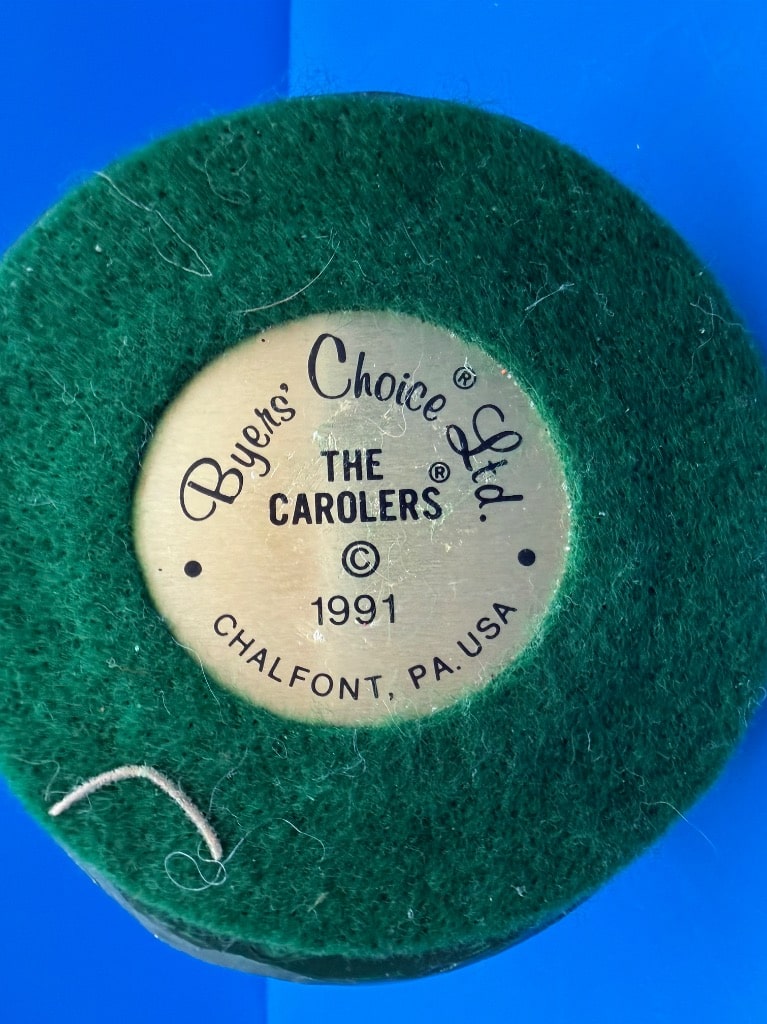 Byers' Choice® Ltd.
THE
CAROLERS®
©
1991
CHALFONT, PA. USA